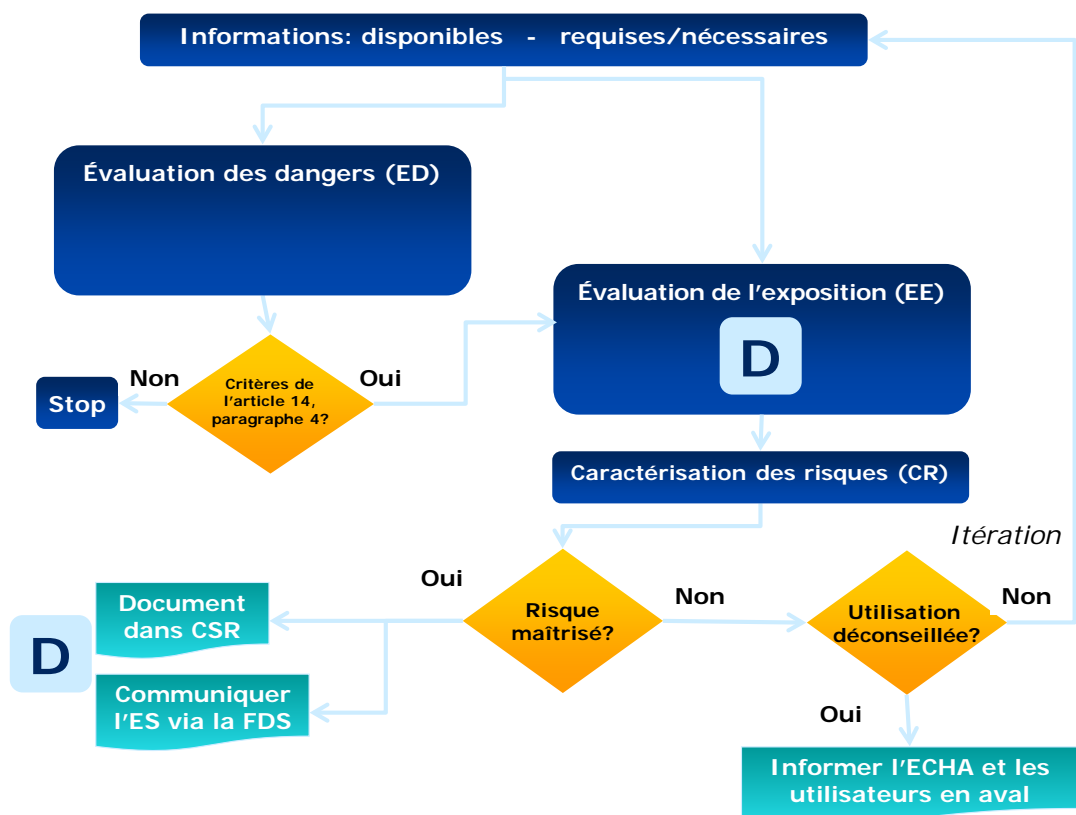 Informations: disponibles - requises/nécessaires
Évaluation des dangers (ED)
Évaluation de l'exposition (EE)
D
Non
Critères de
l'article 14,
paragraphe 4?
Oui
Stop
Caractérisation des risques (CR)
Itération
Oui
Risque
maîtrisé?
Non
Utilisation
déconseillée?
Non
Document
dans CSR
D
Communiquer
l'ES via la FDS
Oui
Informer l'ECHA et les
utilisateurs en aval